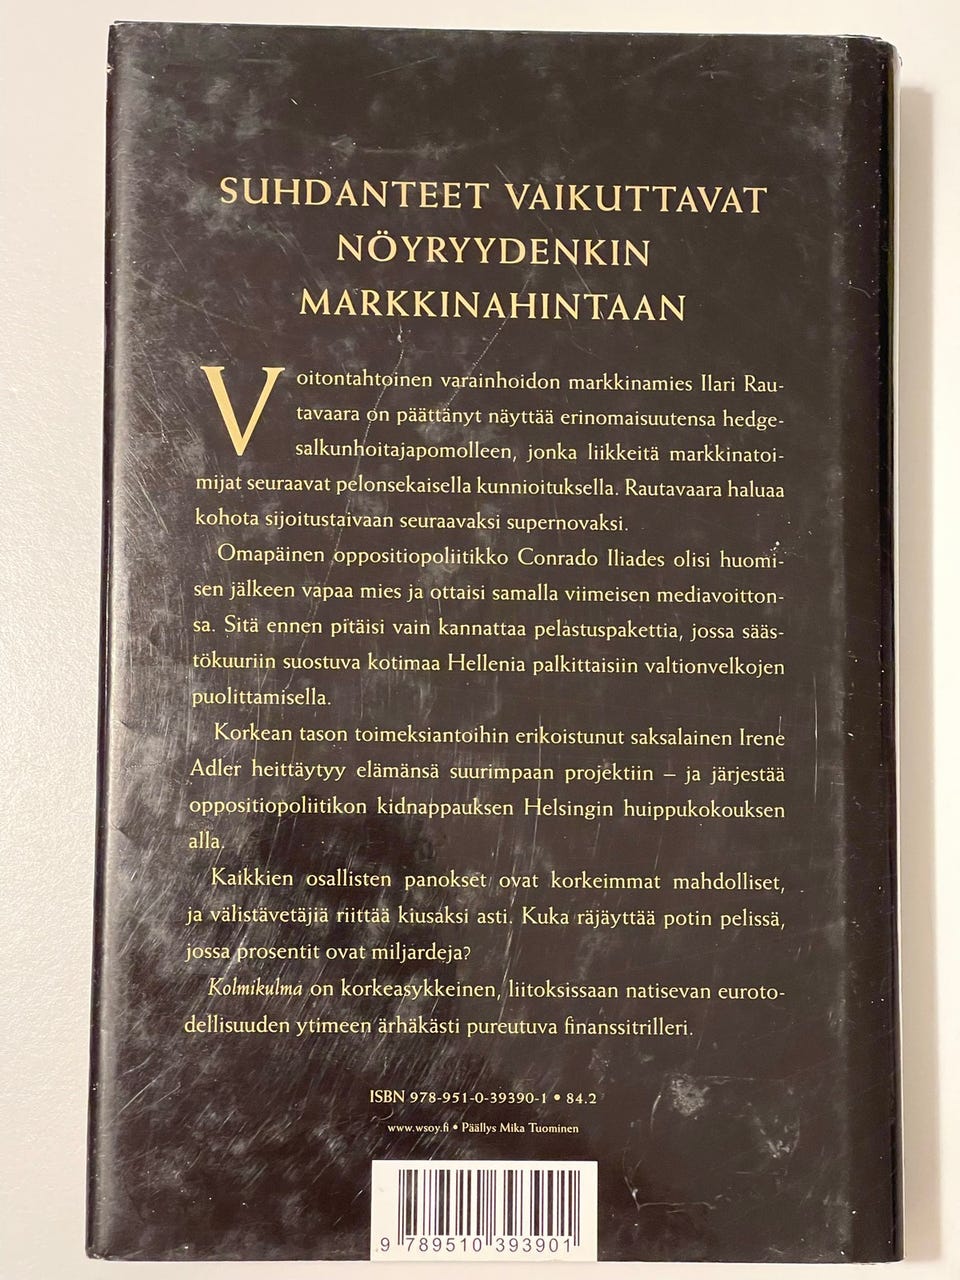 SUHDANTEET VAIKUTTAVAT
NÖYRYYDENKIN
MARKKINAHINTAAN
Voitontahtoinen varainhoidon markkinamies Ilari Rau-
tavaara on päättänyt näyttää erinomaisuutensa hedge-
salkunhoitajapomolleen, jonka liikkeitä markkinatoi-
mijat seuraavat pelonsekaisella kunnioituksella. Rautavaara haluaa
kohota sijoitustaivaan seuraavaksi supernovaksi.
Omapäinen oppositiopoliitikko Conrado Iliades olisi huomi-
sen jälkeen vapaa mies ja ottaisi samalla viimeisen mediavoitton-
sa. Sitä ennen pitäisi vain kannattaa pelastuspakettia, jossa sääs-
tökuuriin suostuva kotimaa Hellenia palkittaisiin valtionvelkojen
puolittamisella.
Korkean tason toimeksiantoihin erikoistunut saksalainen Irene
Adler heittäytyy elämänsä suurimpaan projektiin – ja järjestää
oppositiopoliitikon kidnappauksen Helsingin huippukokouksen
alla.
Kaikkien osallisten panokset ovat korkeimmat mahdolliset,
ja välistävetäjiä riittää kiusaksi asti. Kuka räjäyttää potin pelissä,
jossa prosentit ovat miljardeja?
Kolmikulma on korkeasykkeinen, liitoksissaan natisevan euroto-
dellisuuden ytimeen ärhäkästi pureutuva finanssitrilleri.
ISBN 978-951-0-39390-1 • 84.2
www.wsoy.fi • Päällys Mika Tuominen
9 789510 393901